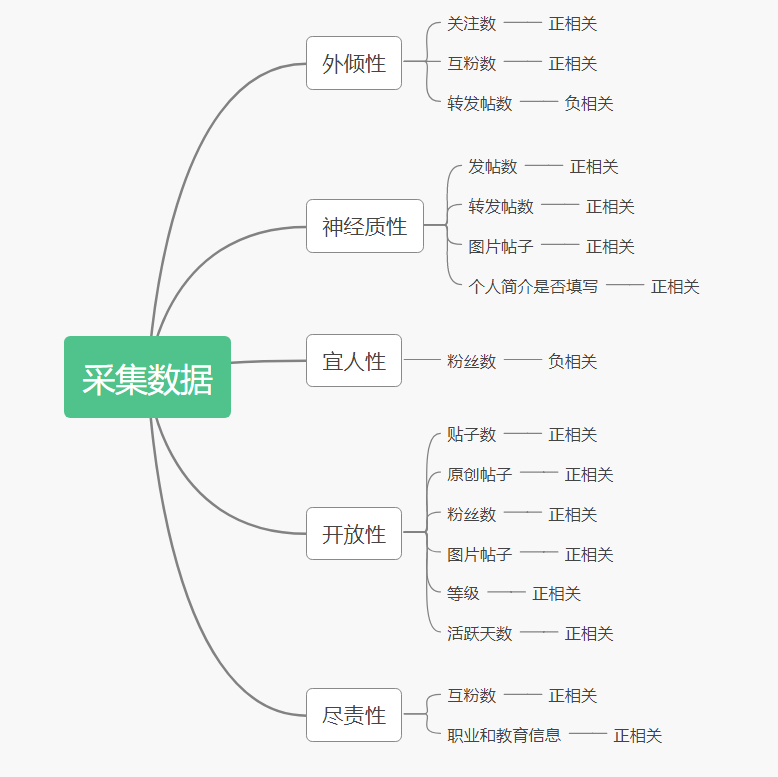 采集数据
外倾性
关注数 正相关
互粉数 正相关
转发帖数 负相关
神经质性
发帖数 正相关
转发帖数 正相关
图片帖子 正相关
个人简介是否填写 正相关
宜人性
粉丝数 负相关
开放性
贴子数 正相关
原创帖子 正相关
粉丝数 正相关
图片帖子 正相关
等级 正相关
活跃天数 正相关
尽责性
互粉数 正相关
职业和教育信息 正相关